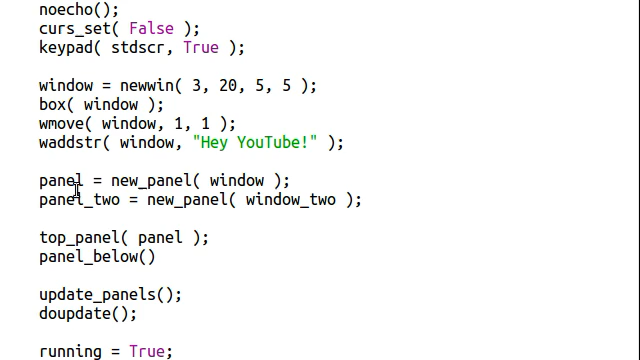 noecho();
curs_set( False );
keypad( stdscr, True );
window = newwin( 3, 20, 5, 5 );
box( window );
wmove( window, 1, 1 );
waddstr( window, "Hey YouTube!" );
panel = new_panel( window );
panel_two = new_panel( window_two );
top_panel( panel );
panel_below()
update_panels();
doupdate();
running = True;